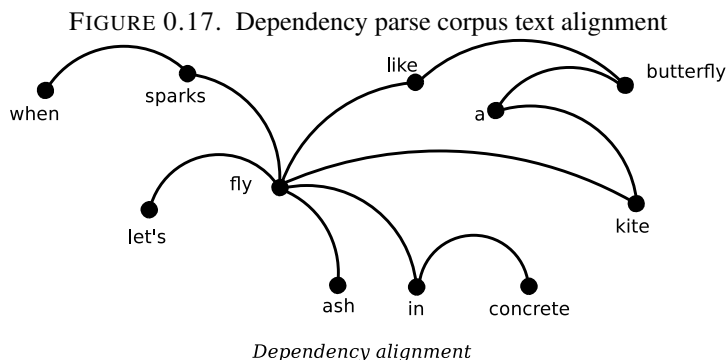 FIGURE 0.17. Dependency parse corpus text alignment
like
butterfly
sparks
when
a
fly
kite
let's
ash
in
concrete
Dependency alignment